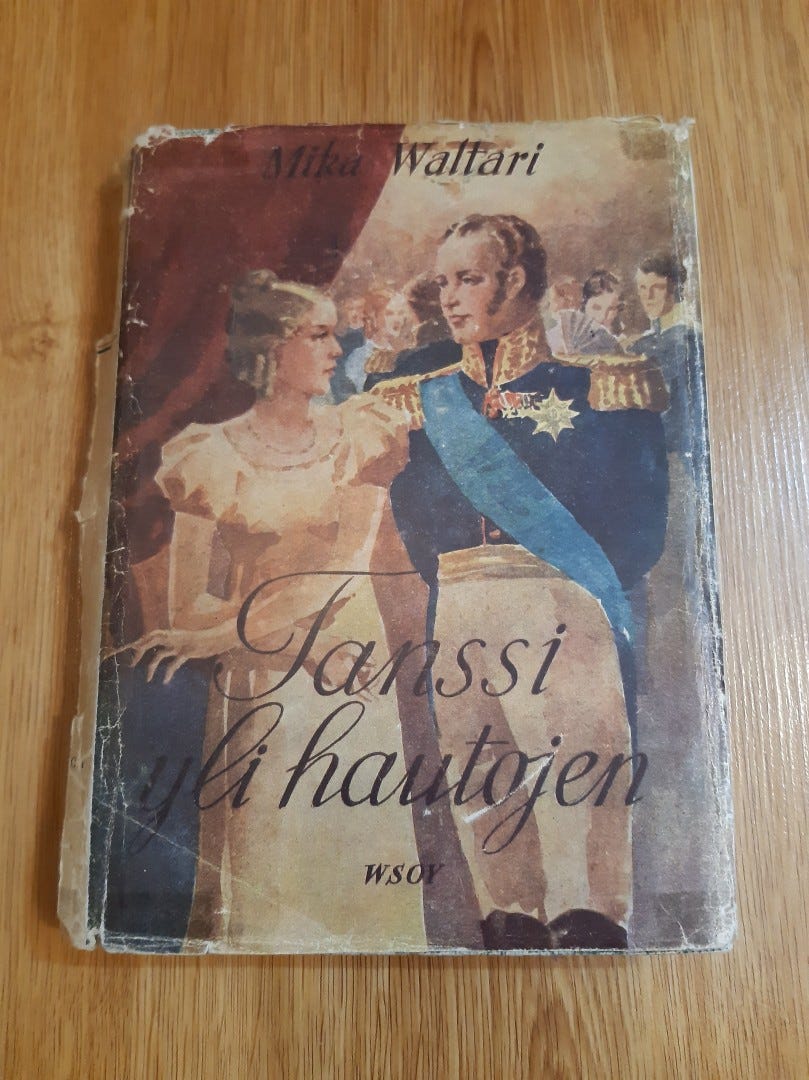 Mika Waltari
Tanssi
yli hautojen
WSOY